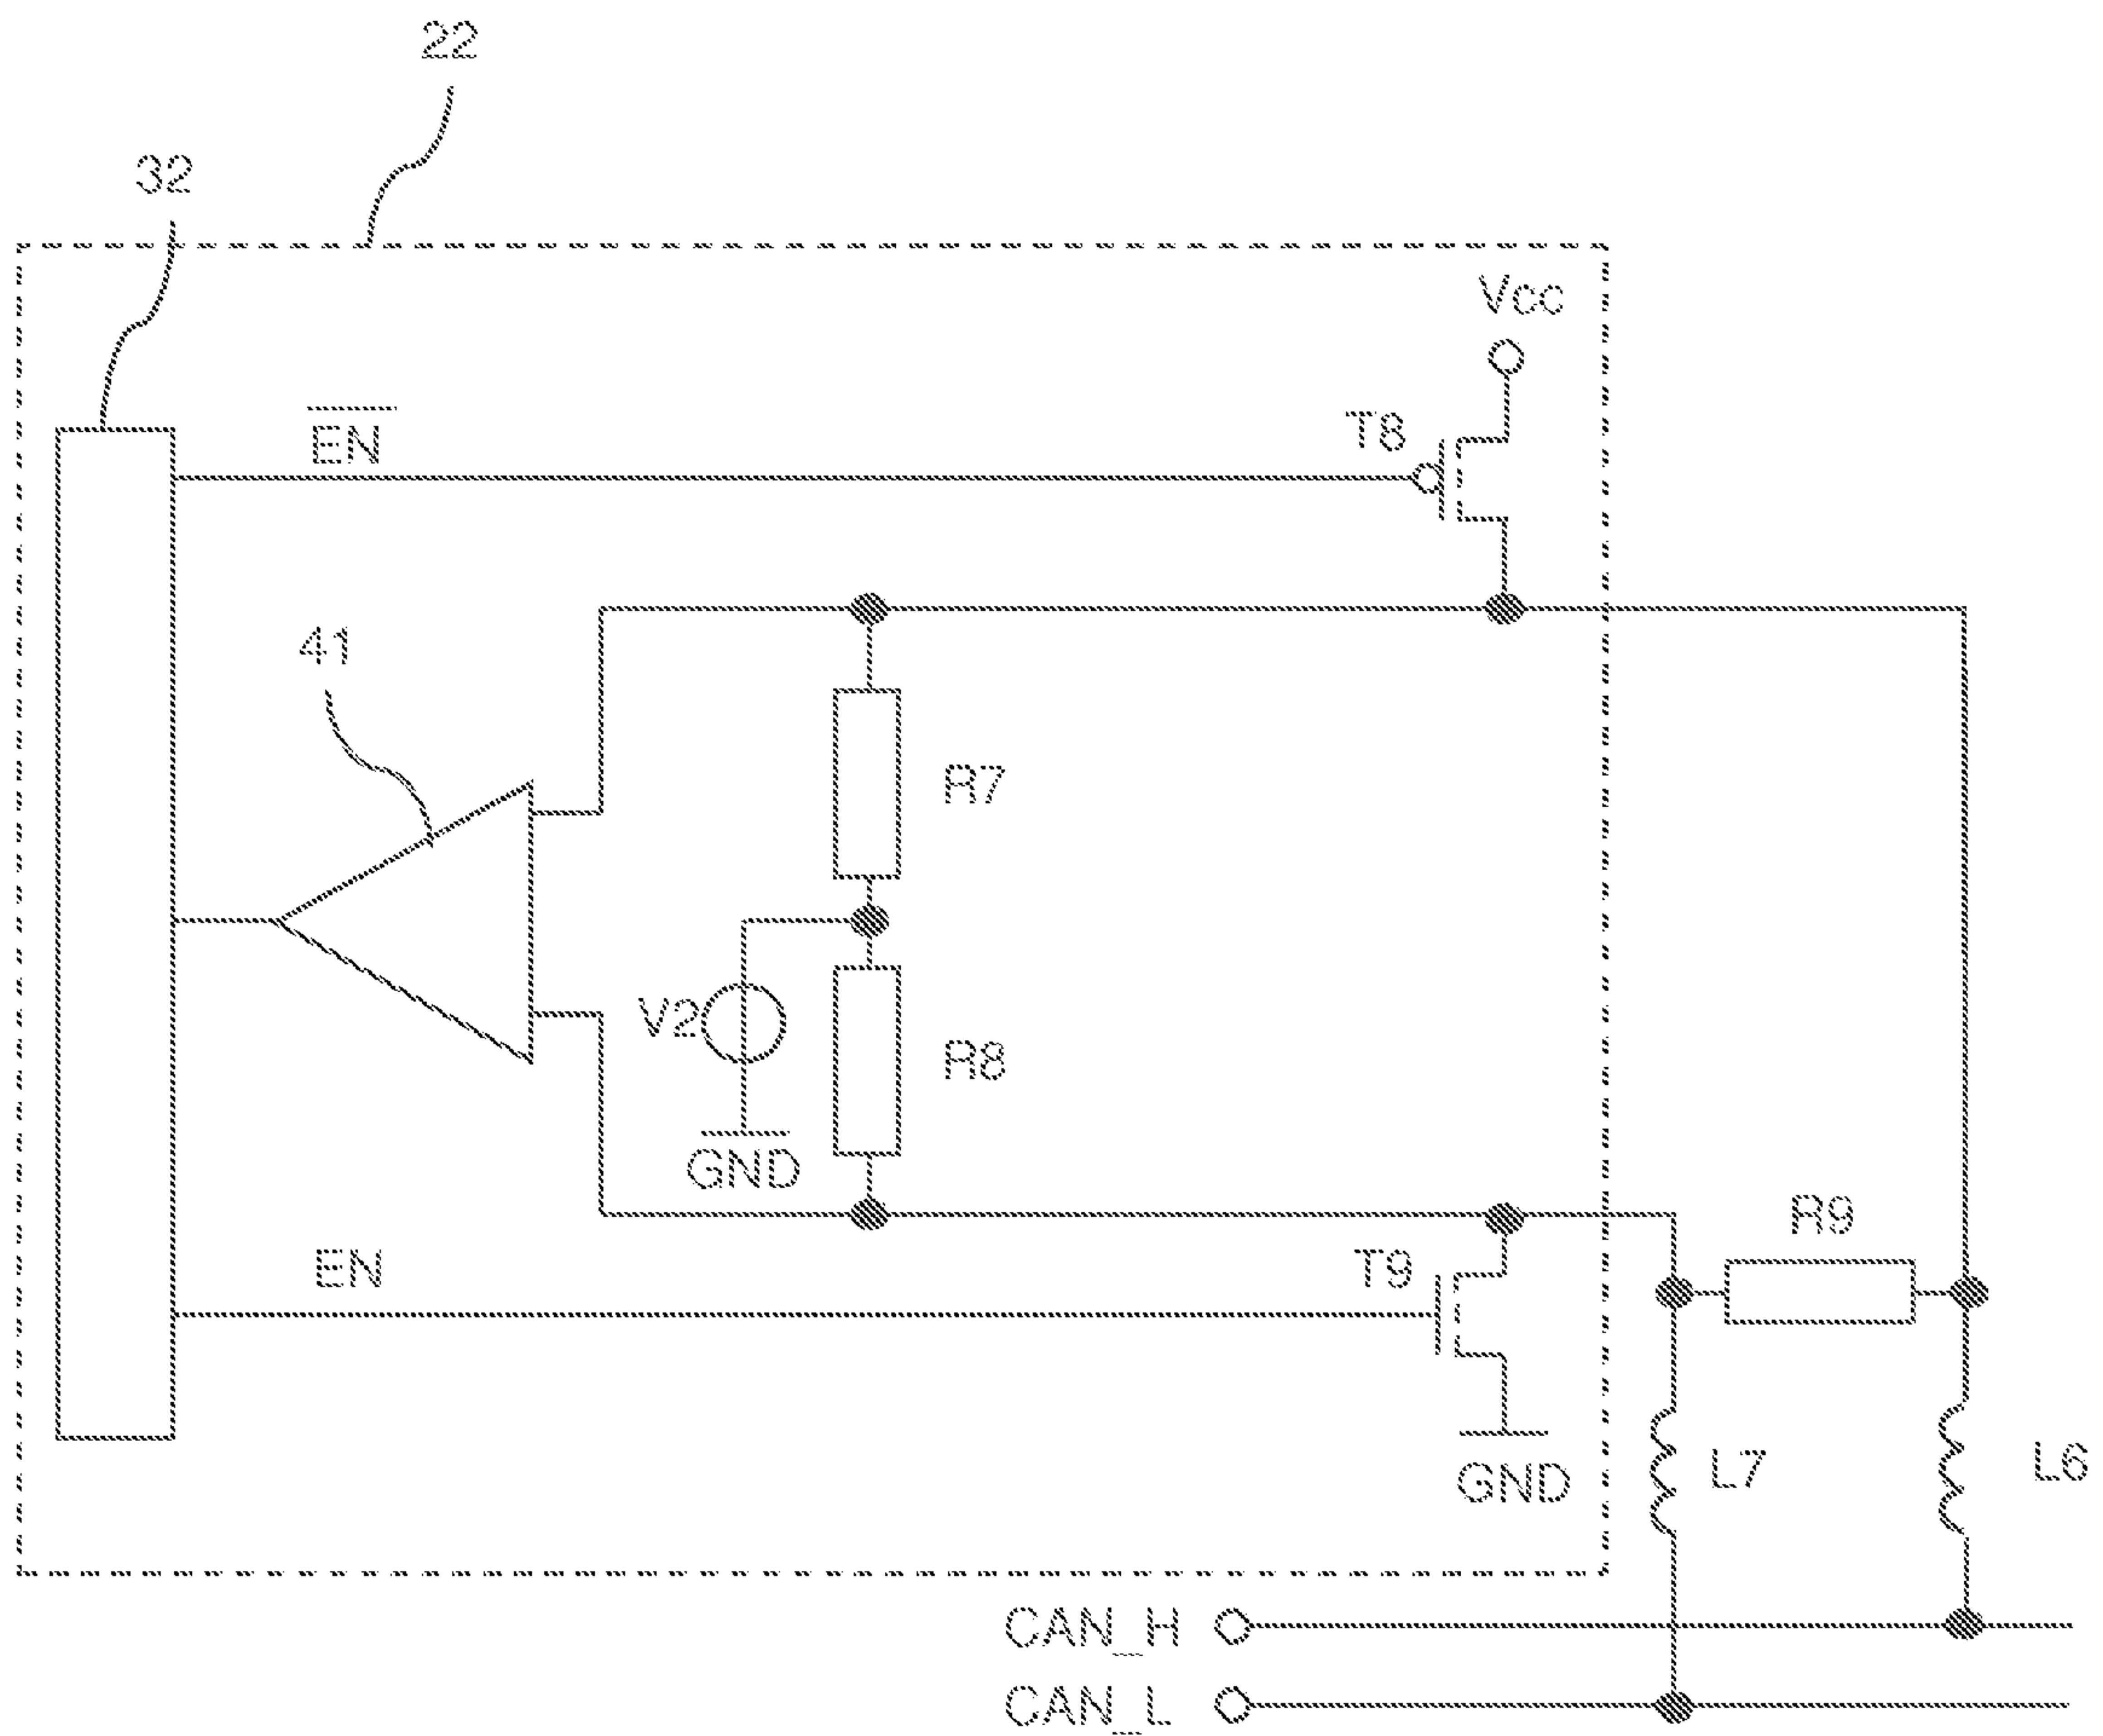 22
32
Vcc
EN
T8
41
R7
V2
R8
GND
R9
EN
T9
L7
L6
GND
CAN_H
CAN_L